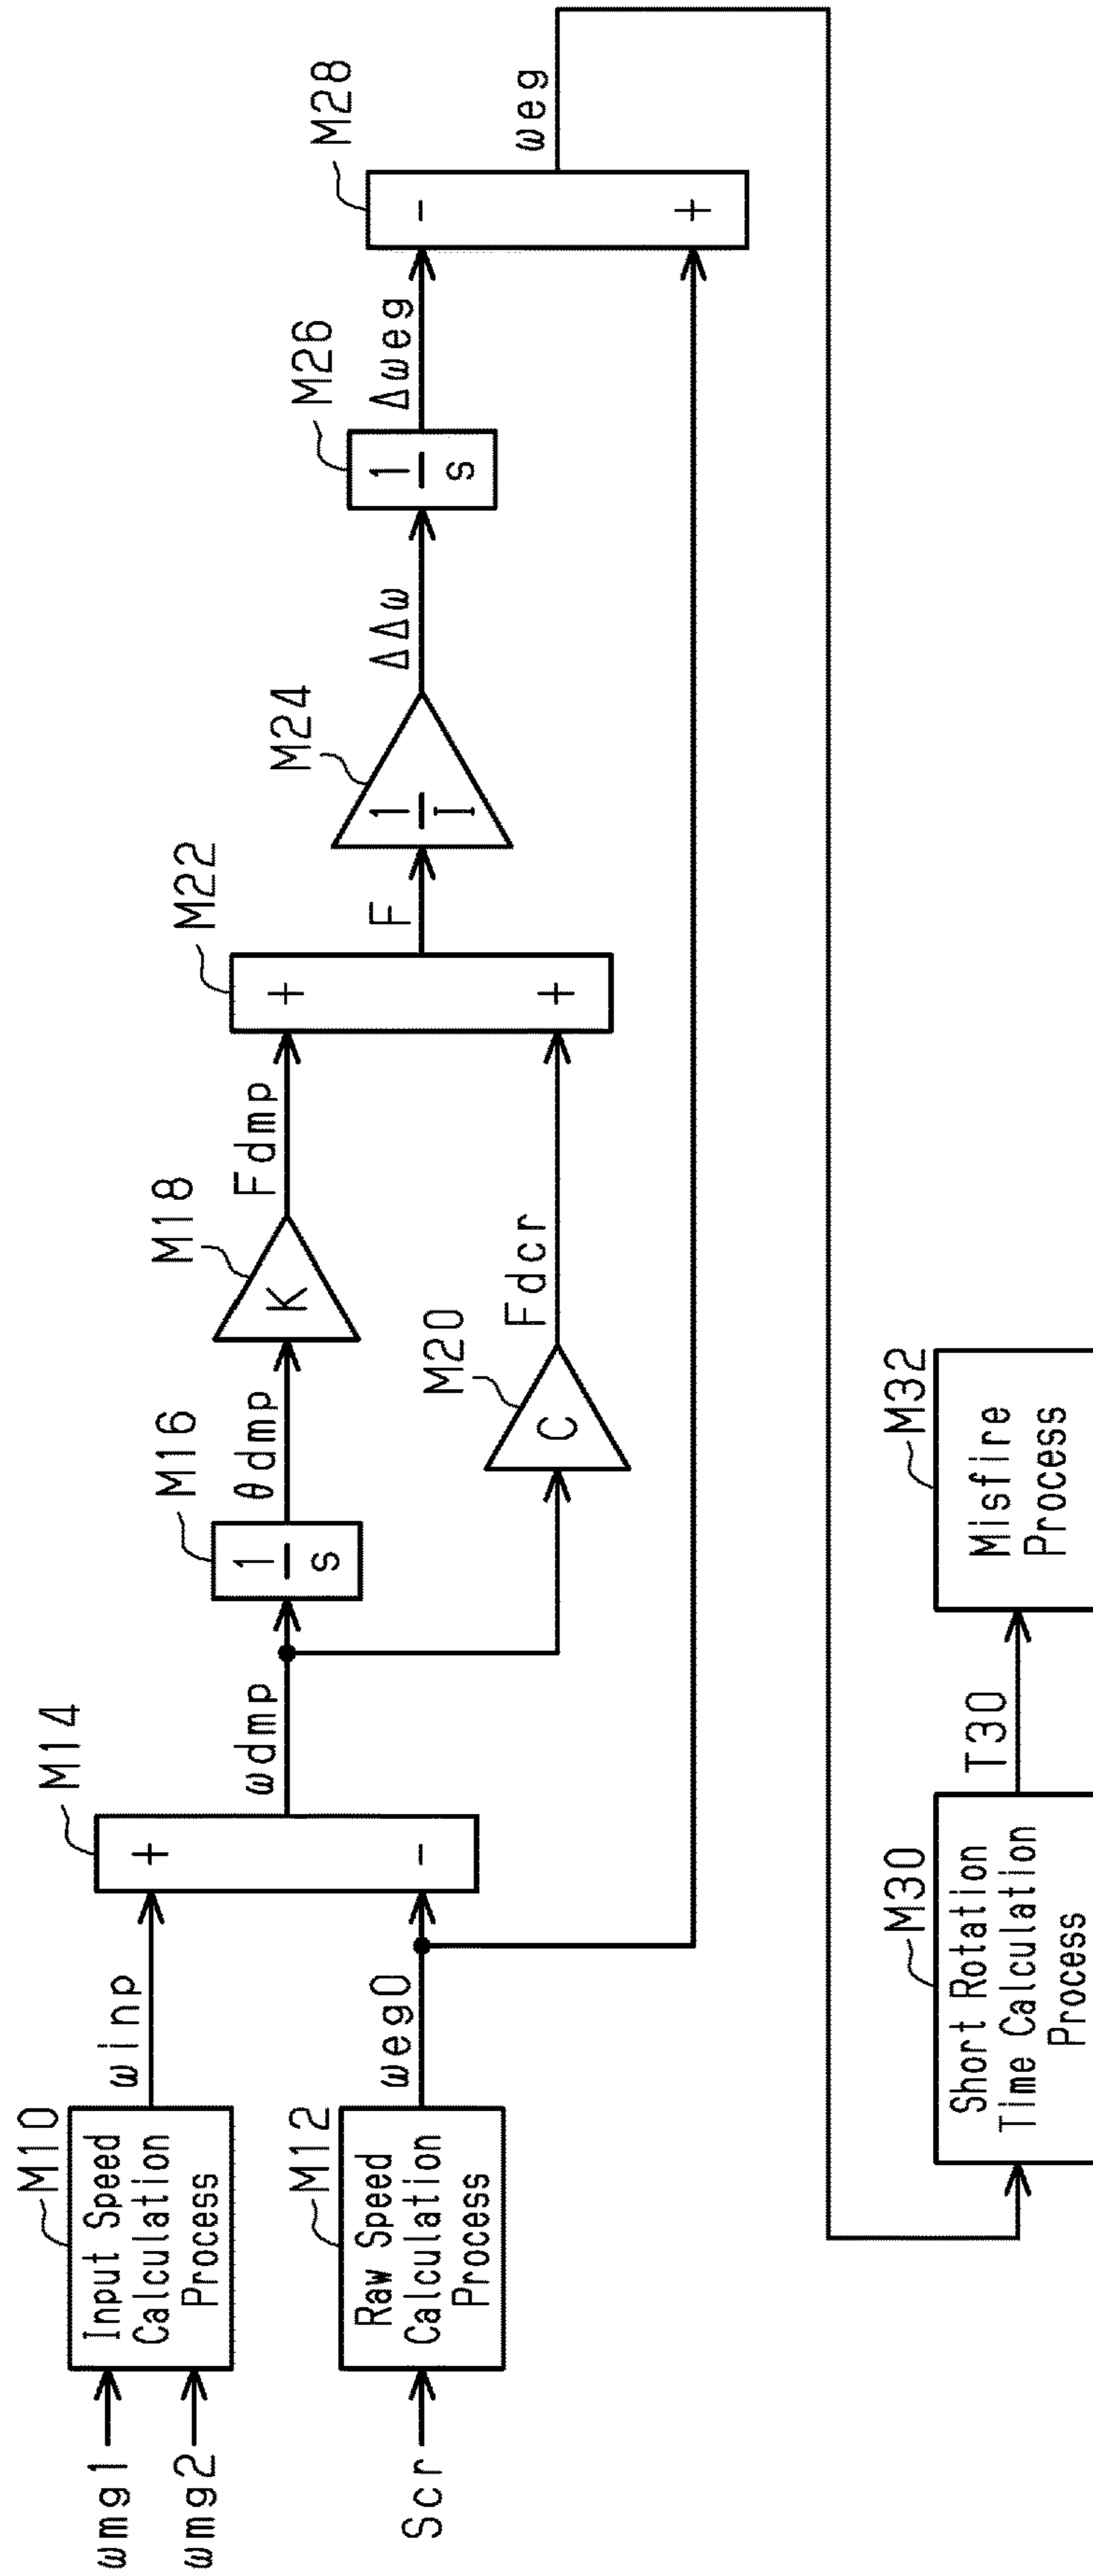 ωmg1
ωmg2
M10
Input Speed
Calculation
Process
ωinp
Scr
M12
Raw Speed
Calculation
Process
ωeg0
M14
+
-
ωdmp
M16
1
s
θdmp
M18
K
Fdmp
M20
C
Fdcr
M22
+
+
F
M24
1
I
ΔΔω
M26
1
s
Δωeg
M28
-
+
ωeg
M30
Short Rotation
Time Calculation
Process
T30
M32
Misfire
Process